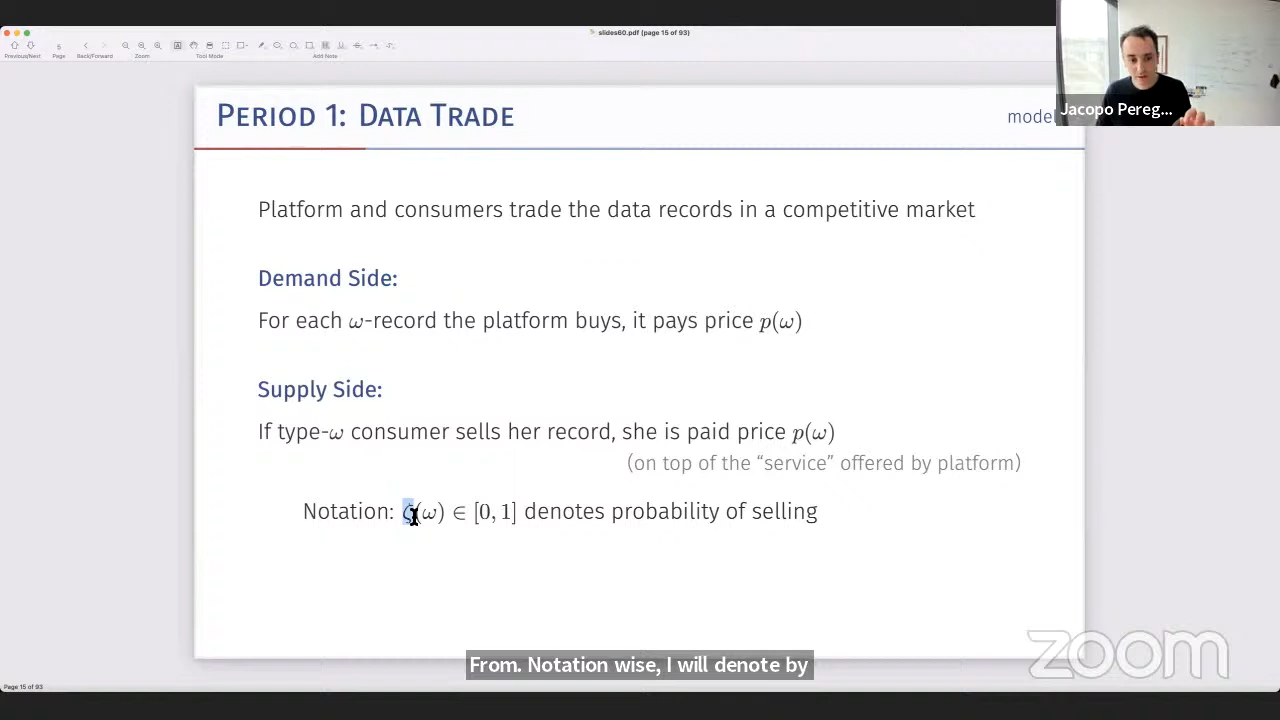 slides60.pdf (page 15 of 93)
Previous/Next Page Back/Forward Zoom Tool Mode Add Note
PERIOD 1: DATA TRADE
model
Jacopo Pereg...
Platform and consumers trade the data records in a competitive market
Demand Side:
For each ω-record the platform buys, it pays price p(ω)
Supply Side:
If type-ω consumer sells her record, she is paid price p(ω)
(on top of the “service” offered by platform)
Notation: ζ(ω) ∈ [0, 1] denotes probability of selling
zoom
From. Notation wise, I will denote by
Page 15 of 93